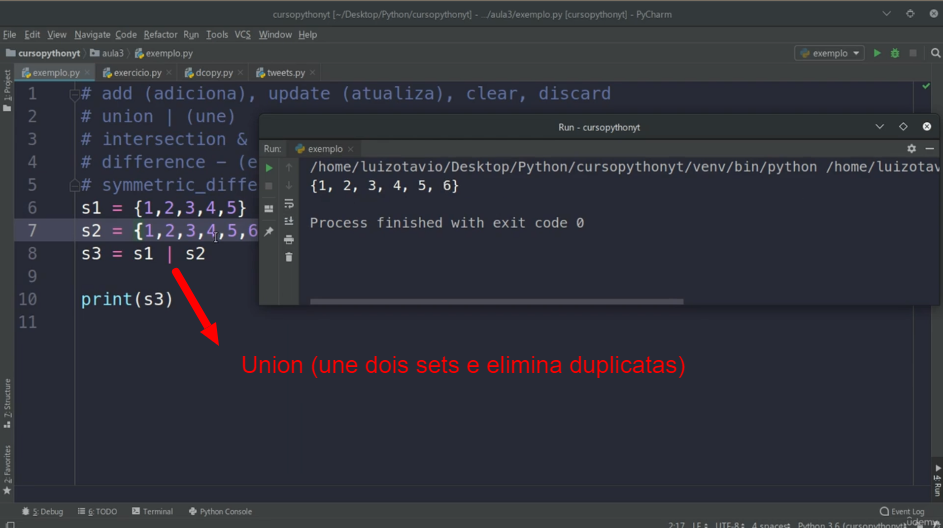 cursopythonyt [~/Desktop/Python/cursopythonyt] - .../aula3/exemplo.py [cursopythonyt] - PyCharm
File Edit View Navigate Code Refactor Run Tools VCS Window Help
cursopythonyt aula3 exemplo.py exemplo
exemplo.py exercicio.py dcopy.py tweets.py
1: Project
1 # add (adiciona), update (atualiza), clear, discard
2 # union | (une)
3 # intersection &
4 # difference - (e
5 # symmetric_diffe
6 s1 = {1,2,3,4,5}
7 s2 = {1,2,3,4,5,6
8 s3 = s1 | s2
9
10 print(s3)
11
Run - cursopythonyt
Run: exemplo
/home/luizotavio/Desktop/Python/cursopythonyt/venv/bin/python /home/luizotav
{1, 2, 3, 4, 5, 6}
Process finished with exit code 0
Union (une dois sets e elimina duplicatas)
7: Structure
2: Favorites
4: Run
5: Debug 6: TODO Terminal Python Console Event Log
2:17 LF UTF-8 4 spaces Python 3.6 (cursopythonyt)
udemy